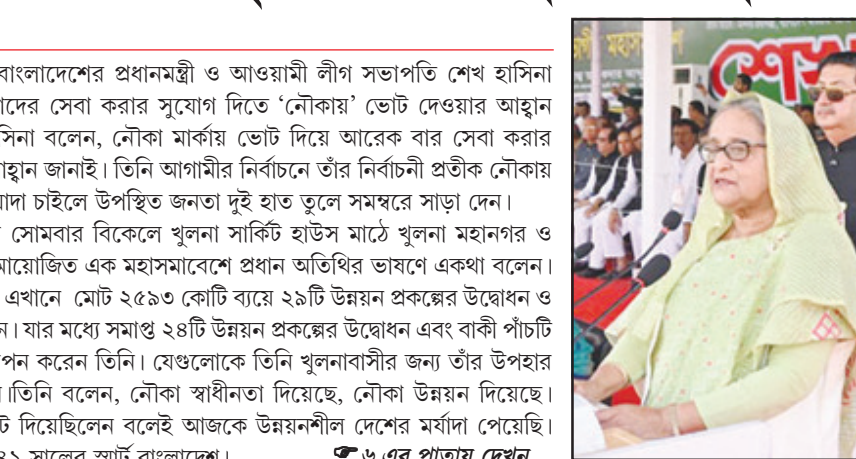 বাংলাদেশের প্রধানমন্ত্রী ও আওয়ামী লীগ সভাপতি শেখ হাসিনা
সেবা করার সুযোগ দিতে ‘নৌকায়’ ভোট দেওয়ার আহ্বান
বলেন, নৌকা মার্কায় ভোট দিয়ে আরেক বার সেবা করার
জানাই। তিনি আগামীর নির্বাচনে তাঁর নির্বাচনী প্রতীক নৌকায়
চাইলে উপস্থিত জনতা দুই হাত তুলে সমস্বরে সাড়া দেন।
সোমবার বিকেলে খুলনা সার্কিট হাউস মাঠে খুলনা মহানগর ও
এক মহাসমাবেশে প্রধান অতিথির ভাষণে একথা বলেন।
এখানে মোট ২৫৯৩ কোটি ব্যয়ে ২৯টি উন্নয়ন প্রকল্পের উদ্বোধন ও
ন। যার মধ্যে সমাপ্ত ২৪টি উন্নয়ন প্রকল্পের উদ্বোধন এবং বাকী পাঁচটি
পন করেন তিনি। যেগুলোকে তিনি খুলনাবাসীর জন্য তাঁর উপহার
।তিনি বলেন, নৌকা স্বাধীনতা দিয়েছে, নৌকা উন্নয়ন দিয়েছে।
ট দিয়েছিলেন বলেই আজকে উন্নয়নশীল দেশের মর্যাদা পেয়েছি।
সালের স্মার্ট বাংলাদেশ।
৬ এর পাতায় দেখুন